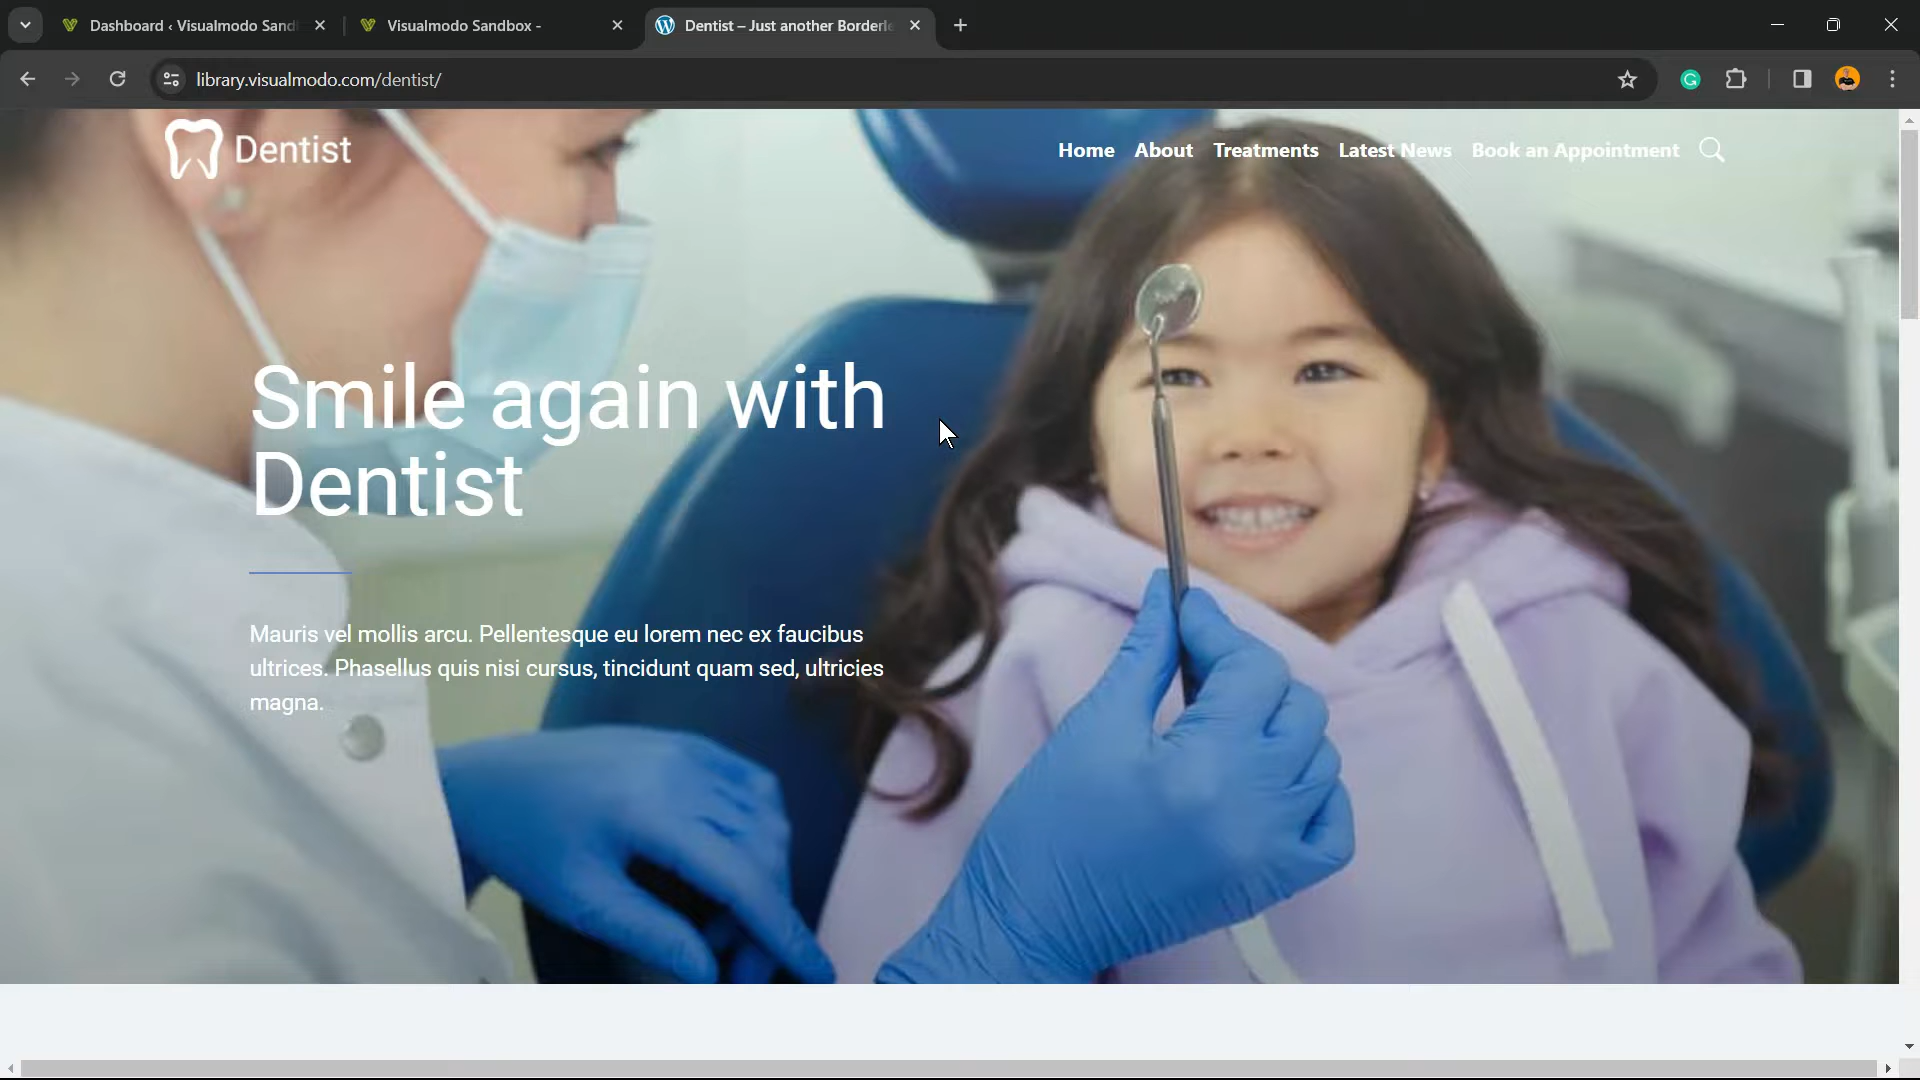 Dashboard ‹ Visualmodo Sand
Visualmodo Sandbox -
Dentist – Just another Borderle
library.visualmodo.com/dentist/
Dentist
Home About Treatments Latest News Book an Appointment
Smile again with
Dentist
Mauris vel mollis arcu. Pellentesque eu lorem nec ex faucibus
ultrices. Phasellus quis nisi cursus, tincidunt quam sed, ultricies
magna.